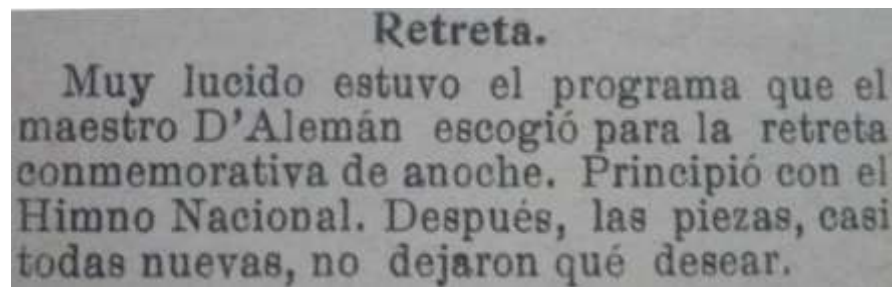 Retreta.
Muy lucido estuvo el programa que el
maestro D'Alemán escogió para la retreta
conmemorativa de anoche. Principió con el
Himno Nacional. Después, las piezas, casi
todas nuevas, no dejaron qué desear.